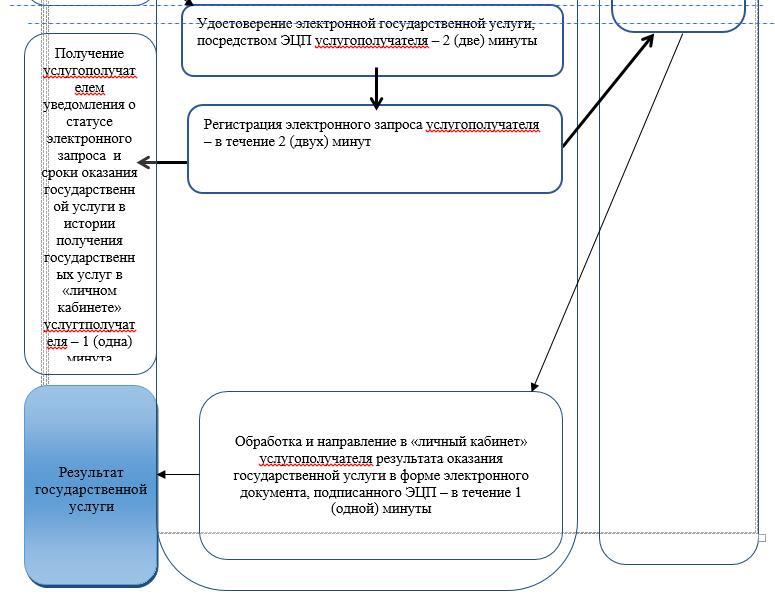 Удостоверение электронной государственной услуги,
посредством ЭЦП услугополучателя – 2 (две) минуты
Получение
услугополучат
елем
уведомления о
статусе
электронного
запроса и
сроки оказания
государственн
ой услуги в
истории
получения
государственн
ых услуг в
«личном
кабинете»
услугтполучат
еля – 1 (одна)
минута
Регистрация электронного запроса услугополучателя
– в течение 2 (двух) минут
Результат
государственной
услуги
Обработка и направление в «личный кабинет»
услугополучателя результата оказания
государственной услуги в форме электронного
документа, подписанного ЭЦП – в течение 1
(одной) минуты